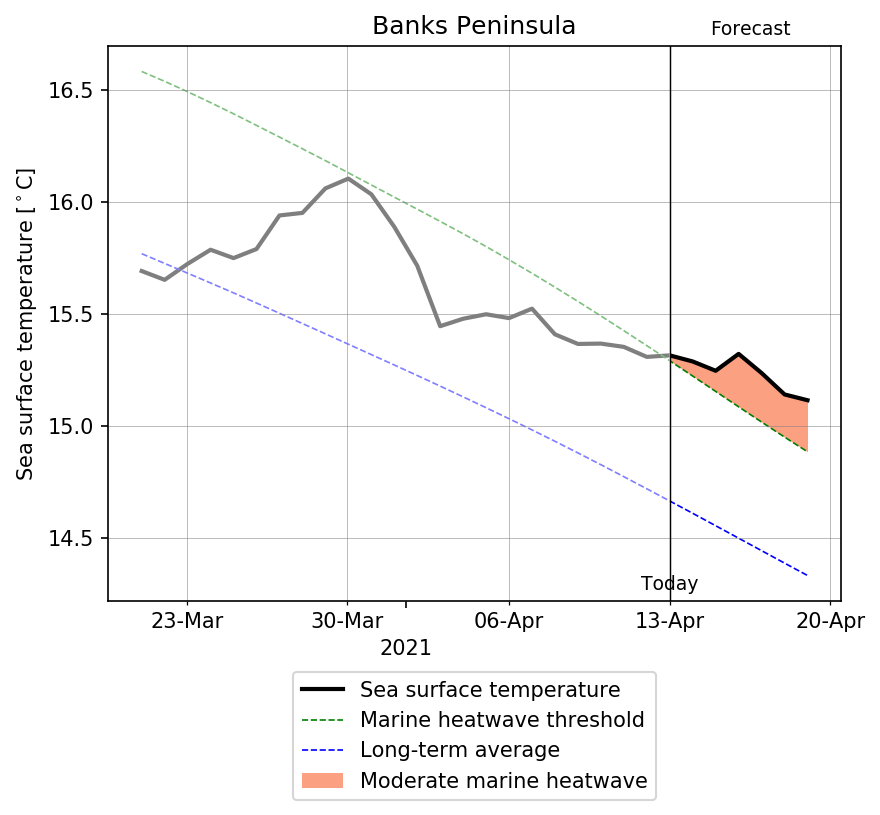 Banks Peninsula
Forecast
Sea surface temperature [°C]
16.5
16.0
15.5
15.0
14.5
Today
23-Mar 30-Mar 06-Apr 13-Apr 20-Apr
2021
Sea surface temperature
Marine heatwave threshold
Long-term average
Moderate marine heatwave